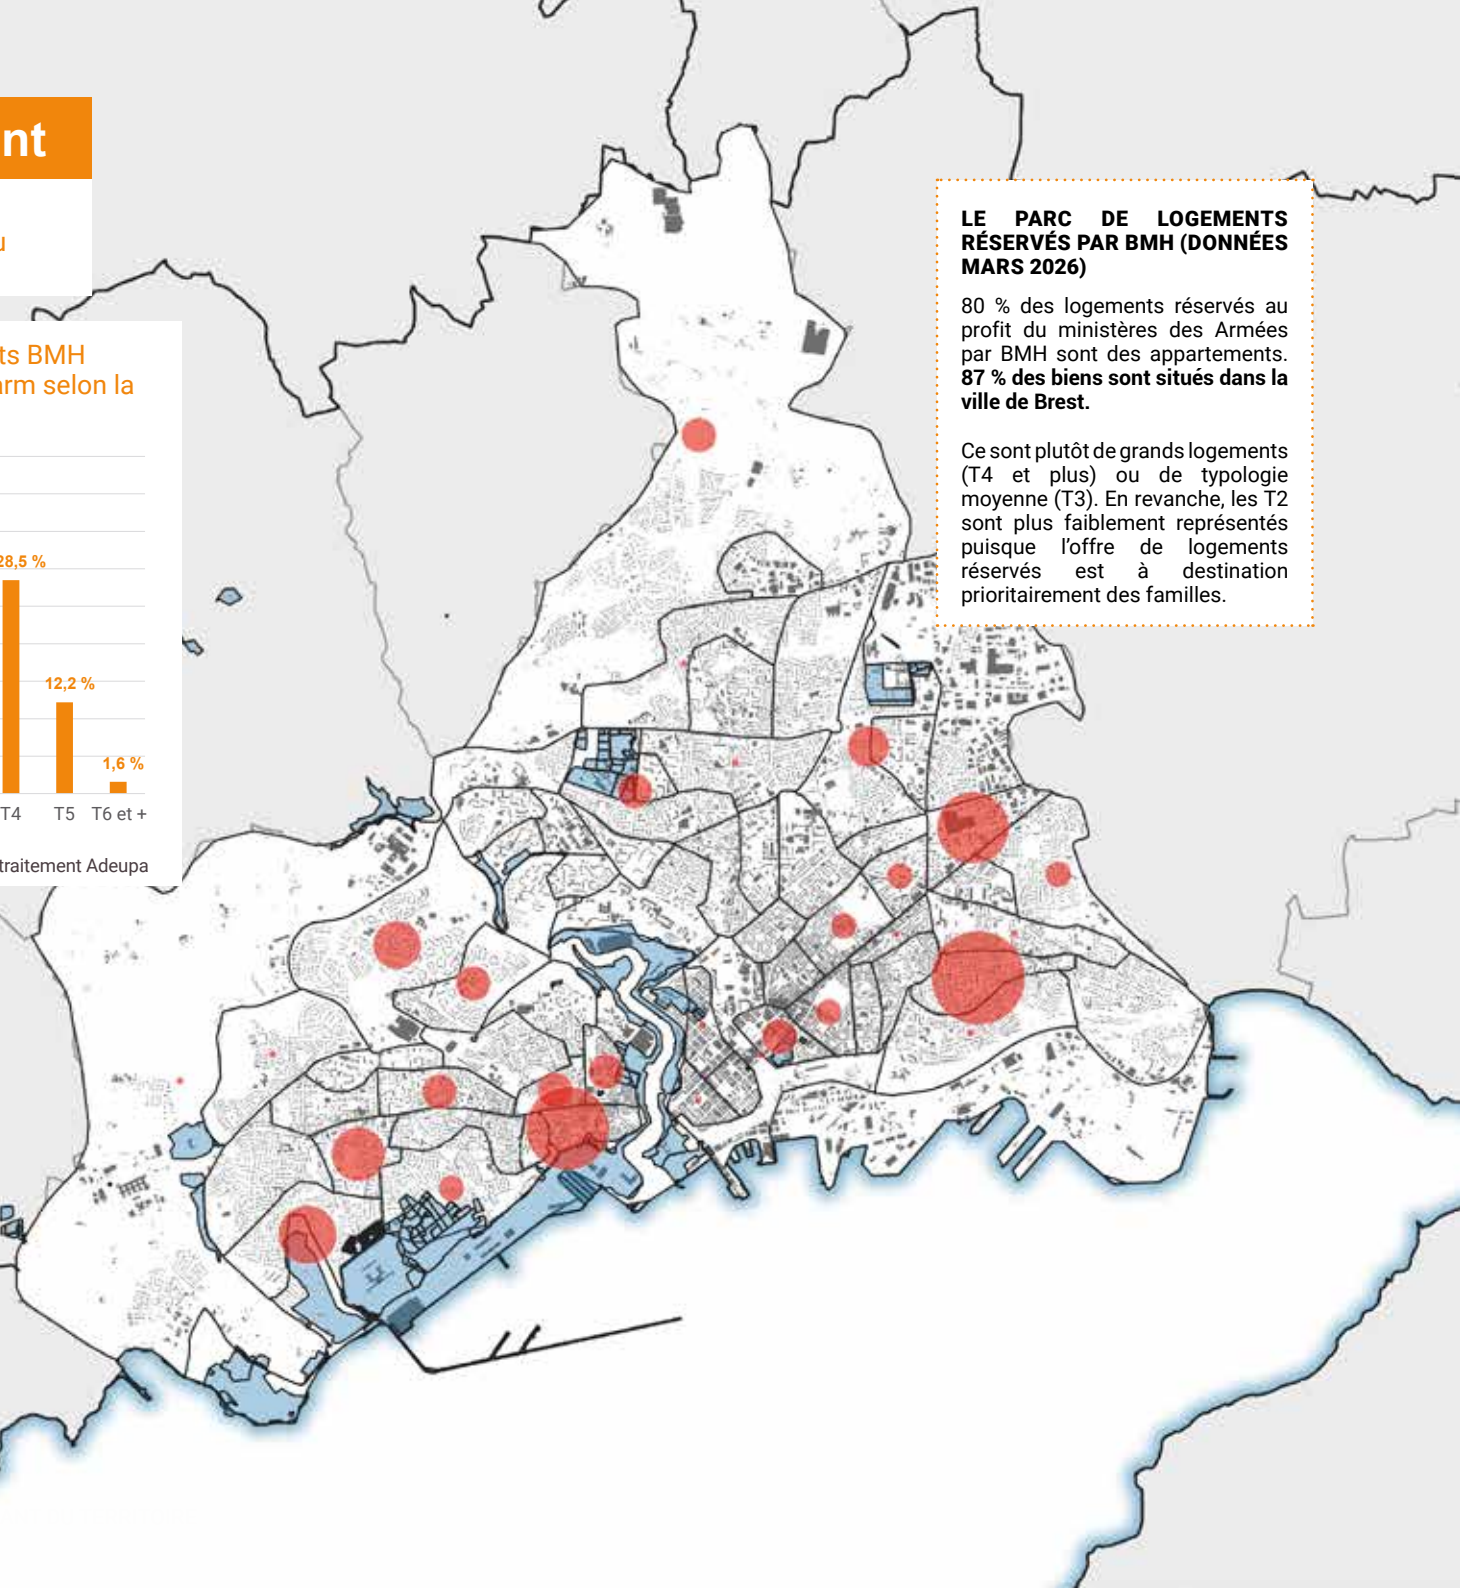 nt
u
ts BMH
arm selon la
28,5 %
12,2 %
1,6 %
T4 T5 T6 et +
traitement Adeupa
LE PARC DE LOGEMENTS
RÉSERVÉS PAR BMH (DONNÉES
MARS 2026)
80 % des logements réservés au
profit du ministères des Armées
par BMH sont des appartements.
87 % des biens sont situés dans la
ville de Brest.
Ce sont plutôt de grands logements
(T4 et plus) ou de typologie
moyenne (T3). En revanche, les T2
sont plus faiblement représentés
puisque l'offre de logements
réservés est à destination
prioritairement des familles.